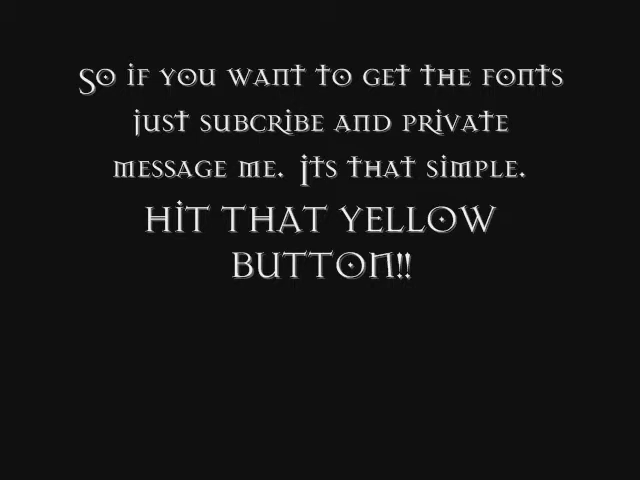 So if you want to get the fonts
just subcribe and private
message me. Its that simple.
HIT THAT YELLOW
BUTTON!!